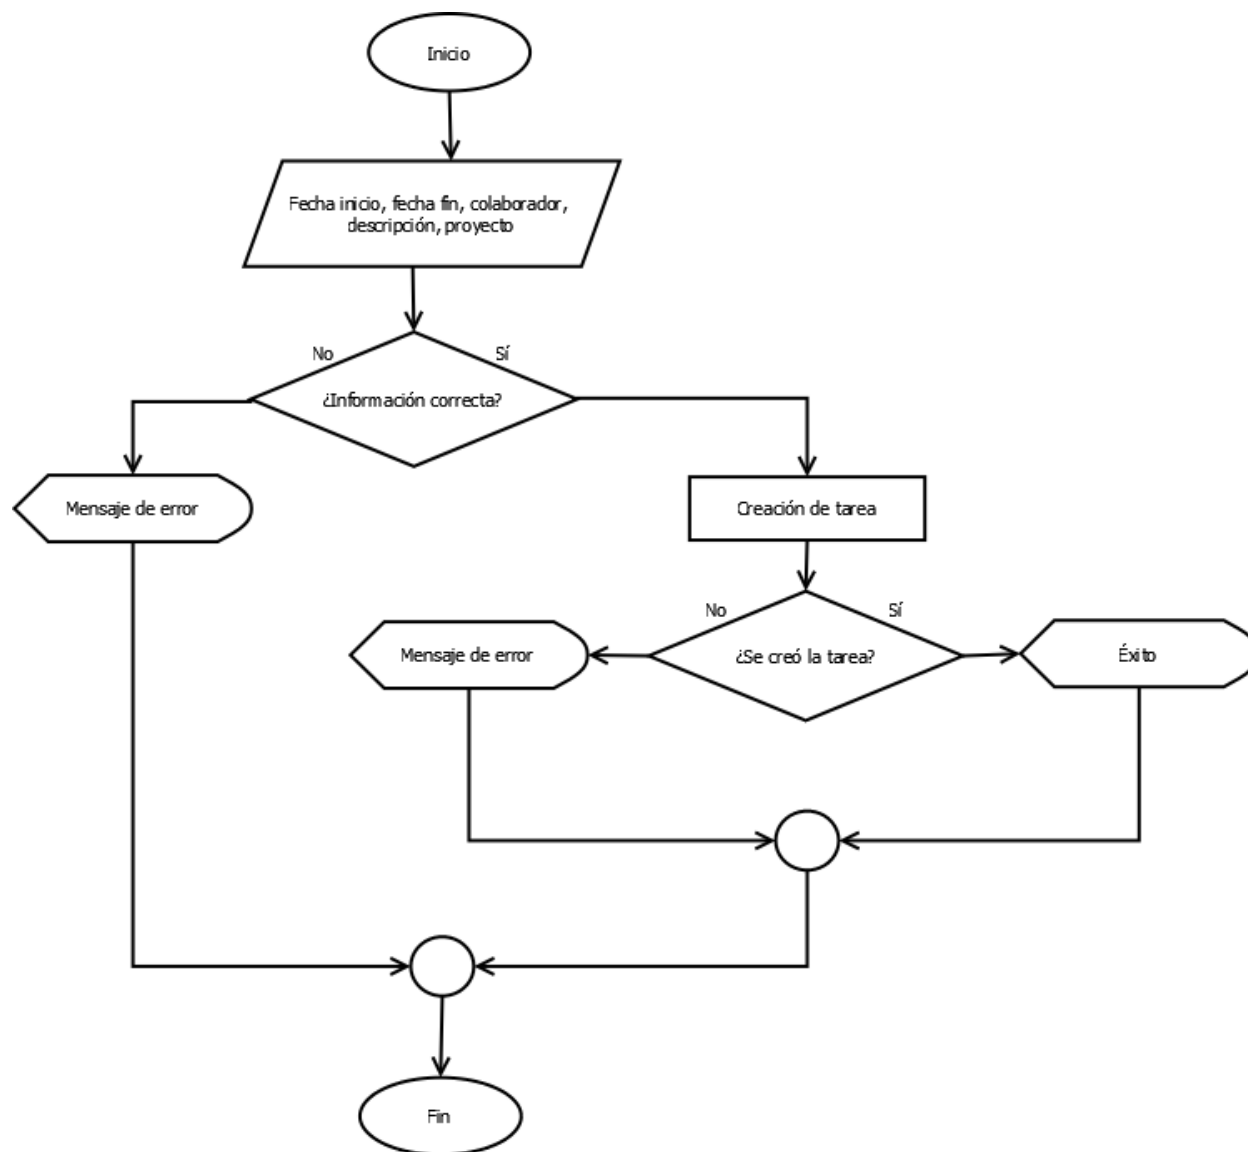 Inicio
Fecha inicio, fecha fin, colaborador,
descripción, proyecto
No
Sí
¿Información correcta?
Mensaje de error
Creación de tarea
No
Sí
Mensaje de error
¿Se creó la tarea?
Éxito
Fin